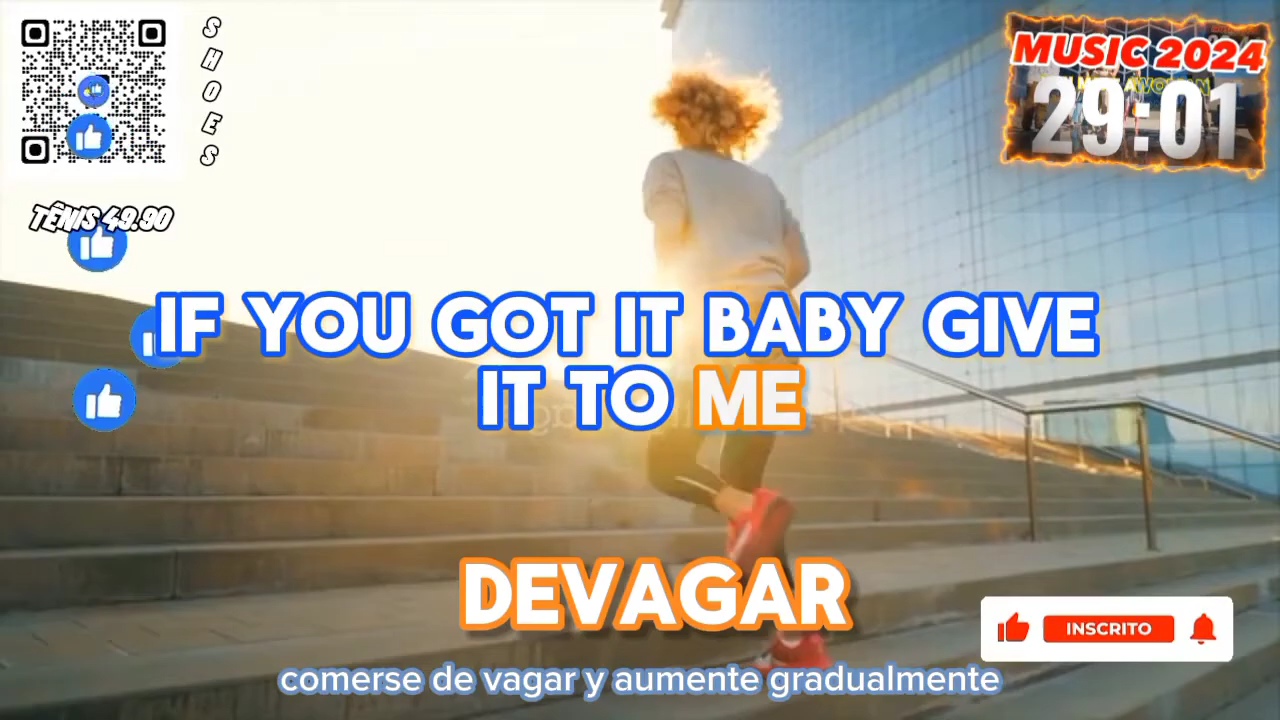 SHOES
MUSIC 2024
29:01
TÊNIS 49.90
IF YOU GOT IT BABY GIVE
IT TO ME
DEVAGAR
INSCRITO
comerse de vagar y aumente gradualmente